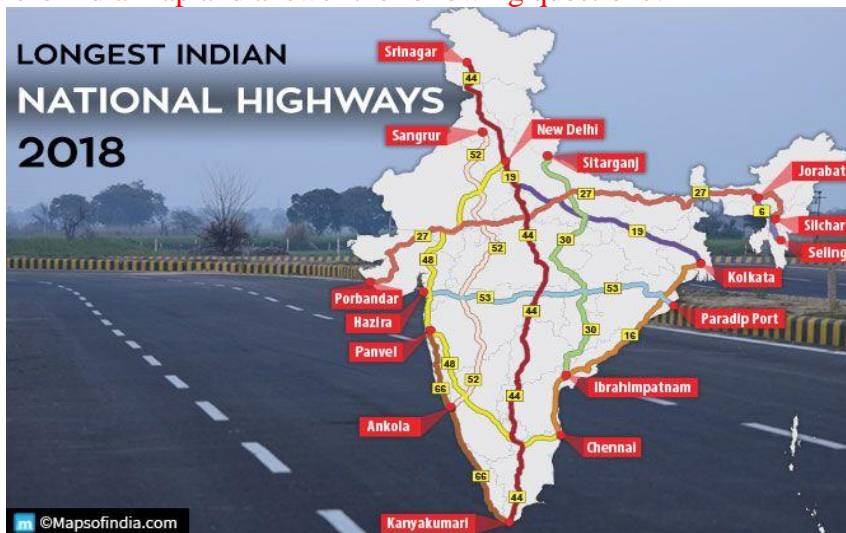 LONGEST INDIAN
NATIONAL HIGHWAYS
2018
Srinagar
44
Sangrur
52
New Delhi
Sitarganj
19
27
27
Jorabat
6
Silchar
Seling
27
48
52
44
30
19
Kolkata
Porbandar
Hazira
53
53
Paradip Port
44
30
16
Panvel
48
66
52
44
Ibrahimpatnam
Ankola
Chennai
66
44
Kanyakumari
m ©Mapsofindia.com